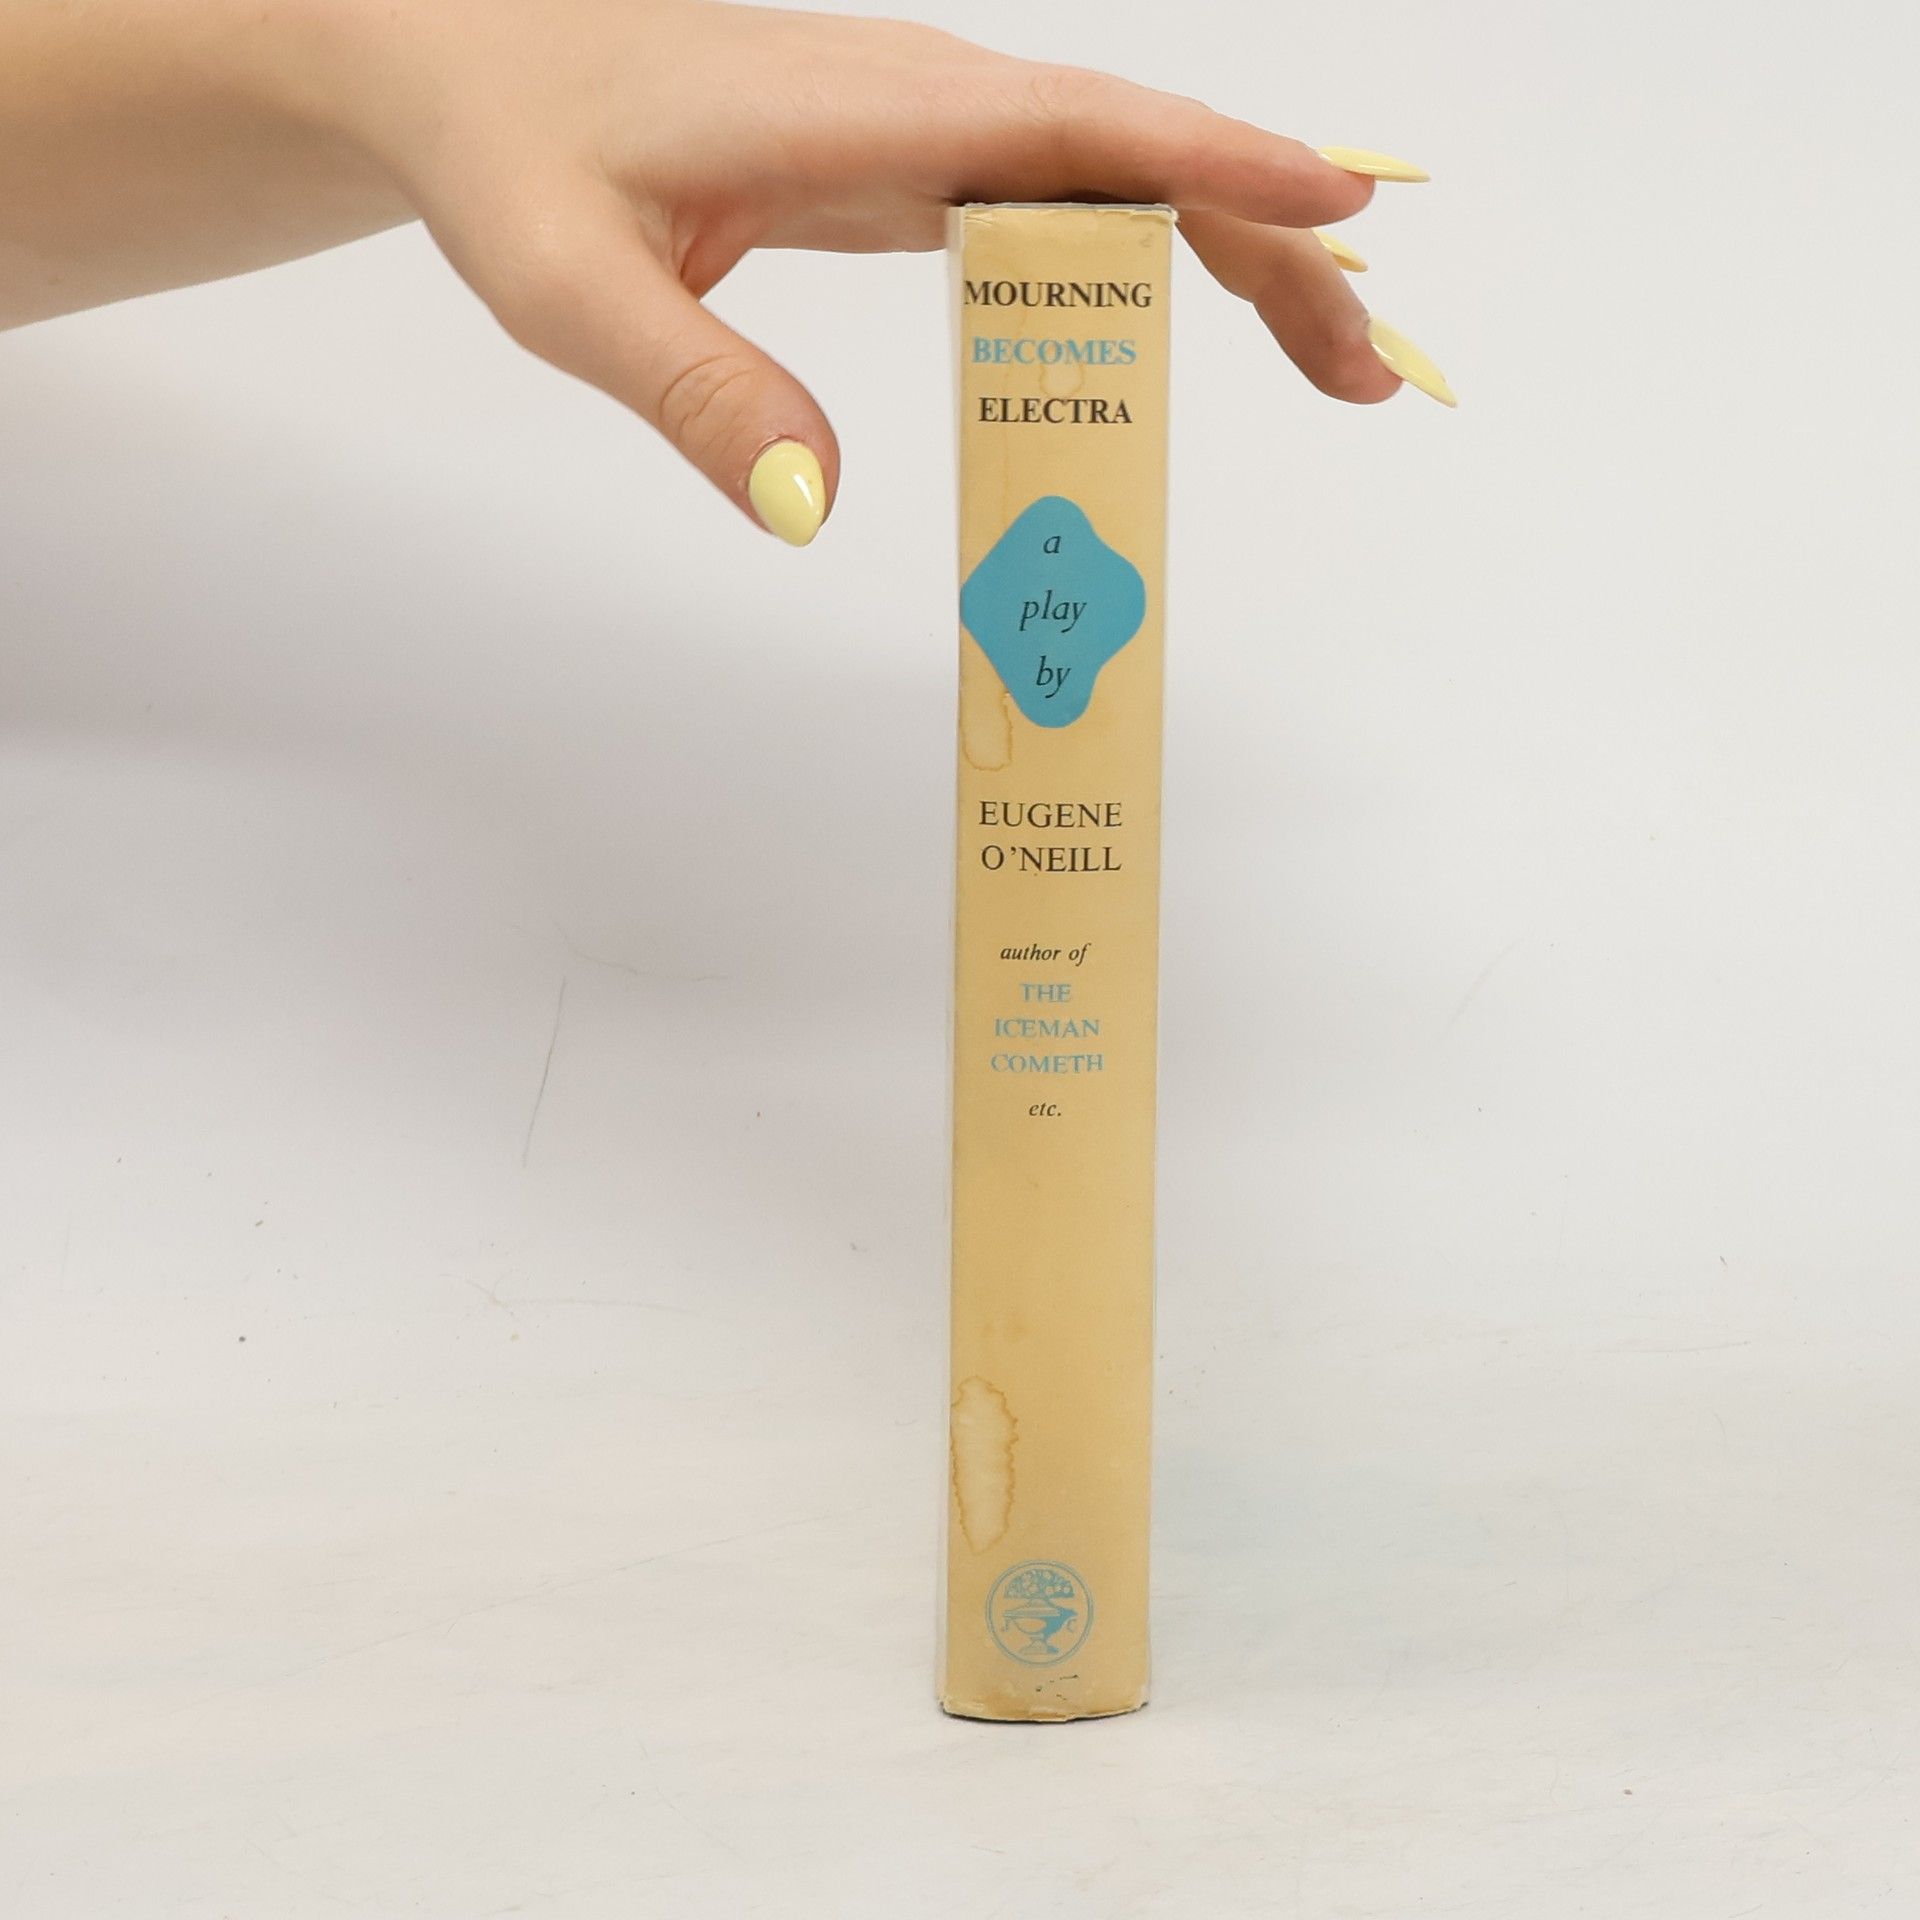 MOURNING
BECOMES
ELECTRA
a
play
by
EUGENE
O'NEILL
author of
THE
ICEMAN
COMETH
etc.
J C